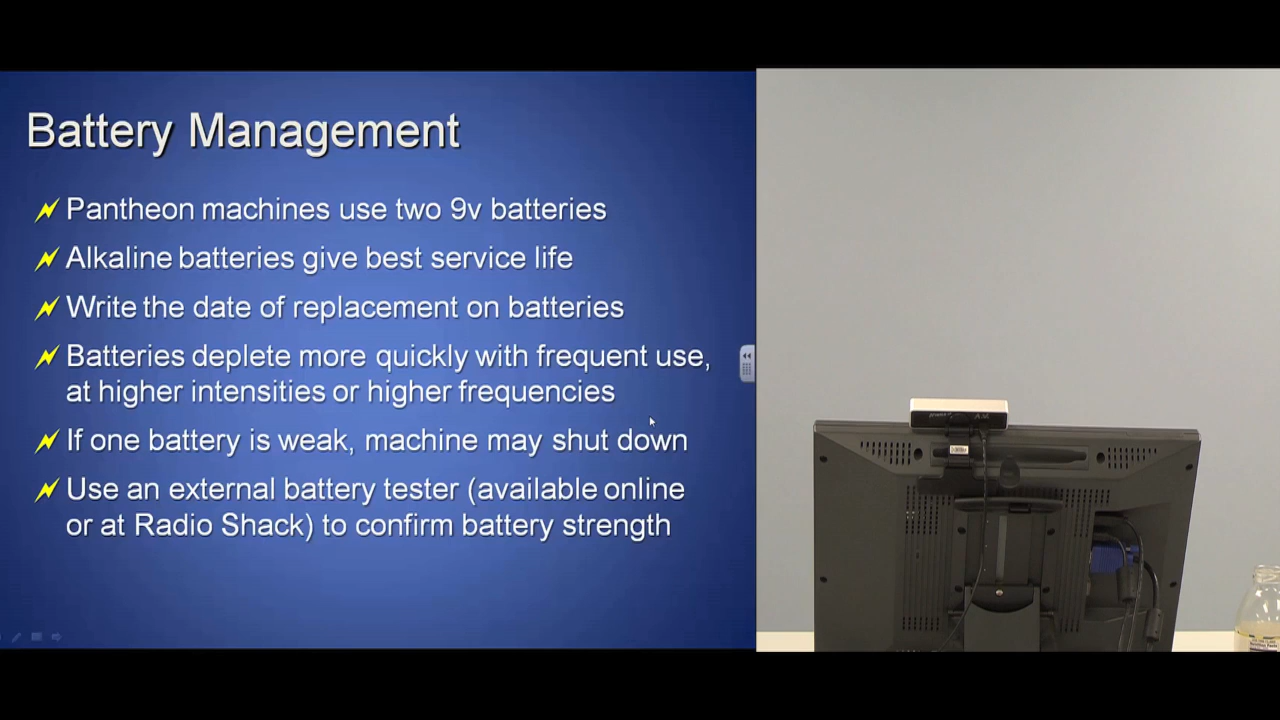 Battery Management
Pantheon machines use two 9v batteries
Alkaline batteries give best service life
Write the date of replacement on batteries
Batteries deplete more quickly with frequent use,
at higher intensities or higher frequencies
If one battery is weak, machine may shut down
Use an external battery tester (available online
or at Radio Shack) to confirm battery strength